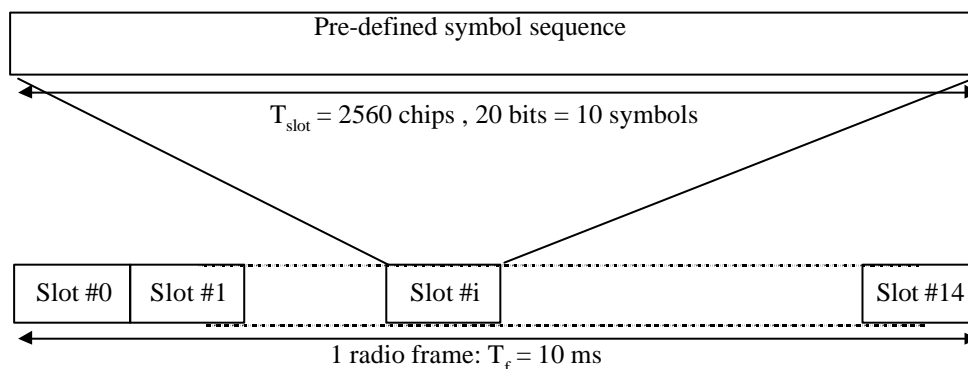 Pre-defined symbol sequence
T_slot = 2560 chips , 20 bits = 10 symbols
Slot #0 Slot #1 Slot #i Slot #14
1 radio frame: T_f = 10 ms